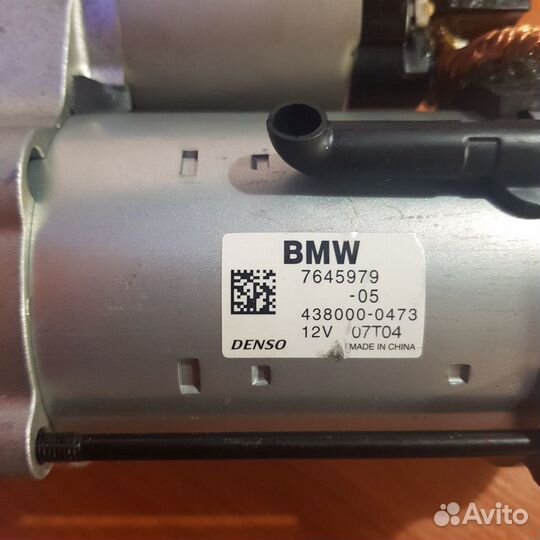 BMW
7645979
-05
438000-0473
12V 07T04
DENSO MADE IN CHINA
Avito